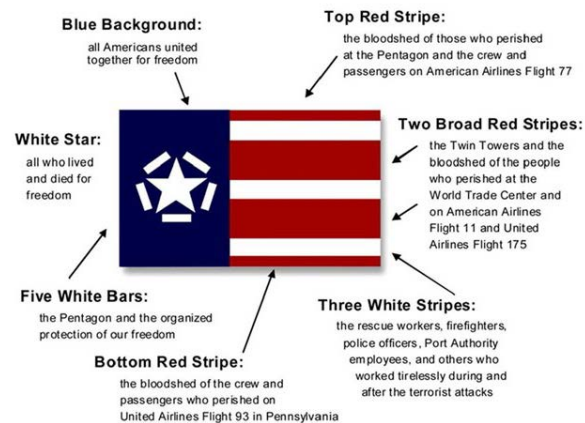 Blue Background:
all Americans united
together for freedom
Top Red Stripe:
the bloodshed of those who perished
at the Pentagon and the crew and
passengers on American Airlines Flight 77
White Star:
all who lived
and died for
freedom
Two Broad Red Stripes:
the Twin Towers and the
bloodshed of the people
who perished at the
World Trade Center and
on American Airlines
Flight 11 and United
Airlines Flight 175
Five White Bars:
the Pentagon and the organized
protection of our freedom
Three White Stripes:
the rescue workers, firefighters,
police officers, Port Authority
employees, and others who
worked tirelessly during and
after the terrorist attacks
Bottom Red Stripe:
the bloodshed of the crew and
passengers who perished on
United Airlines Flight 93 in Pennsylvania